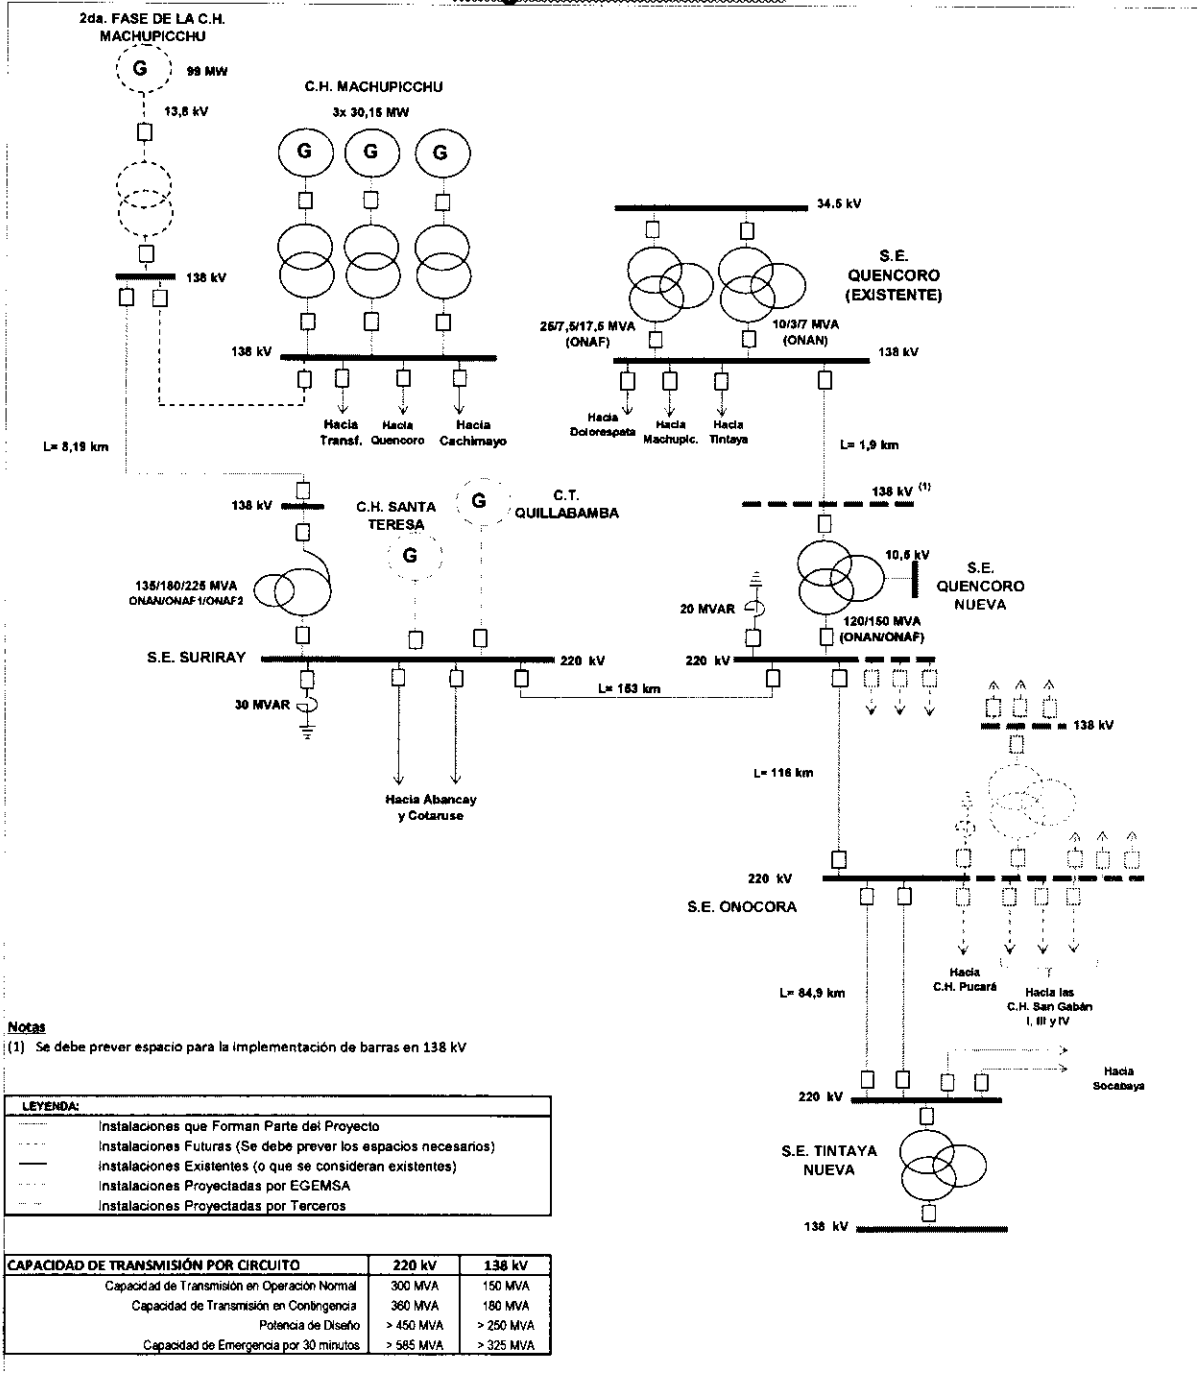 2da. FASE DE LA C.H.
MACHUPICCHU
G
99 MW
13,8 kV
138 kV
C.H. MACHUPICCHU
3x 30,15 MW
G
G
G
138 kV
Hacia
Transf.
Hacia
Quencoro
Hacia
Cachimayo
L= 8,19 km
34.5 kV
S.E.
QUENCORO
(EXISTENTE)
25/7,5/17,5 MVA
(ONAF)
10/3/7 MVA
(ONAN)
138 kV
Hacia
Dolorespata
Hacia
Machupic.
Hacia
Tintaya
L= 1,9 km
138 kV (1)
138 kV
C.H. SANTA
TERESA
G
G
C.T.
QUILLABAMBA
135/180/225 MVA
ONAN/ONAF1/ONAF2
10,5 kV
S.E.
QUENCORO
NUEVA
20 MVAR
120/150 MVA
(ONAN/ONAF)
S.E. SURIRAY
220 kV
220 kV
L= 153 km
30 MVAR
Hacia Abancay
y Cotaruse
138 kV
L= 116 km
220 kV
S.E. ONOCORA
Hacia
C.H. Pucará
Hacia las
C.H. San Gabán
I, III y IV
L= 84,9 km
Hacia
Socabaya
220 kV
S.E. TINTAYA
NUEVA
138 kV
Notas
(1) Se debe prever espacio para la implementación de barras en 138 kV
LEYENDA:
Instalaciones que Forman Parte del Proyecto
Instalaciones Futuras (Se debe prever los espacios necesarios)
Instalaciones Existentes (o que se consideran existentes)
Instalaciones Proyectadas por EGEMSA
Instalaciones Proyectadas por Terceros
CAPACIDAD DE TRANSMISIÓN POR CIRCUITO 220 kV 138 kV
Capacidad de Transmisión en Operación Normal 300 MVA 150 MVA
Capacidad de Transmisión en Contingencia 360 MVA 180 MVA
Potencia de Diseño > 450 MVA > 250 MVA
Capacidad de Emergencia por 30 minutos > 585 MVA > 325 MVA